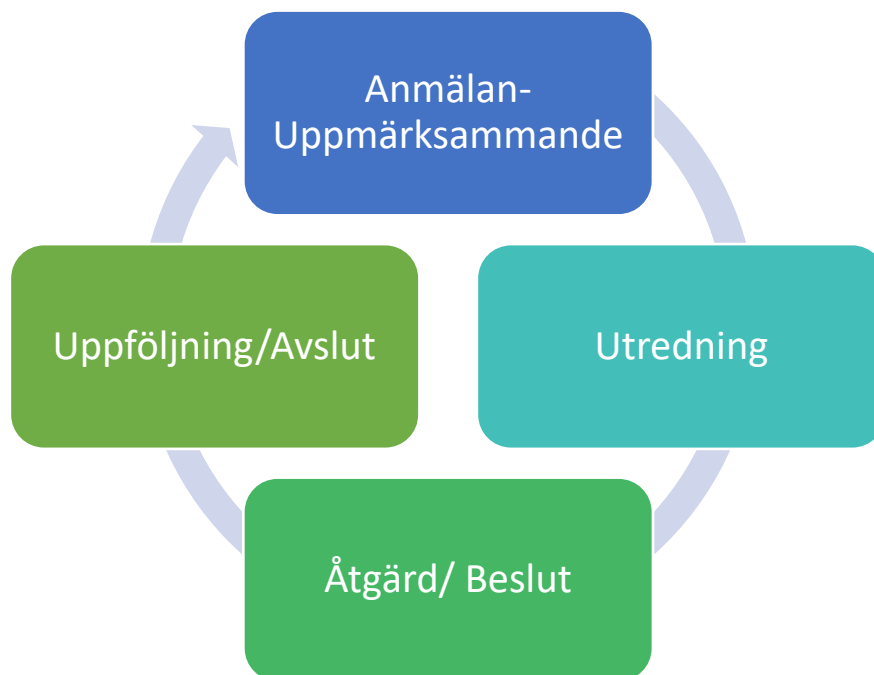 Anmälan-
Uppmärksammande
Utredning
Åtgärd/ Beslut
Uppföljning/Avslut